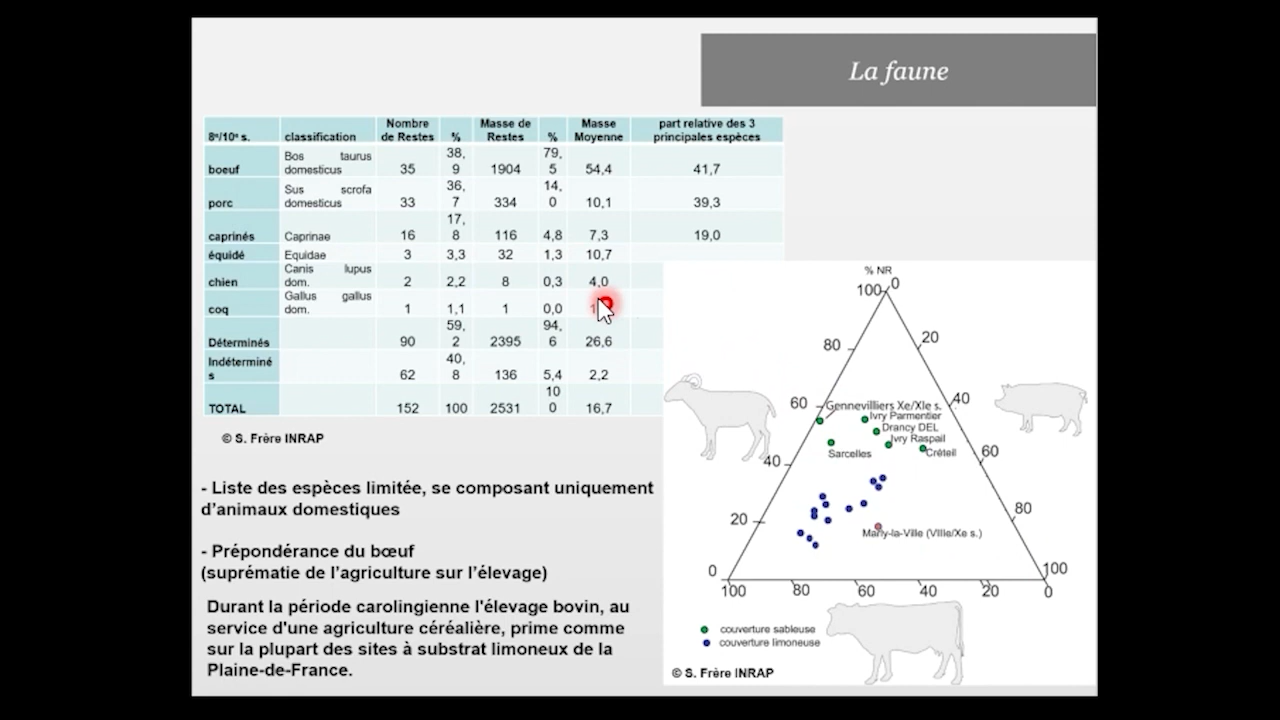 La faune
8e/10e s. classification Nombre de Restes % Masse de Restes % Masse Moyenne part relative des 3 principales espèces
boeuf Bos taurus domesticus 35 38,9 1904 79,5 54,4 41,7
porc Sus scrofa domesticus 33 36,7 334 14,0 10,1 39,3
caprinés Caprinae 16 17,8 116 4,8 7,3 19,0
équidé Equidae 3 3,3 32 1,3 10,7
chien Canis lupus dom. 2 2,2 8 0,3 4,0
coq Gallus gallus dom. 1 1,1 1 0,0
Déterminés 90 59,2 2395 94,6 26,6
Indéterminés 62 40,8 136 5,4 2,2
TOTAL 152 100 2531 100 16,7
© S. Frère INRAP
- Liste des espèces limitée, se composant uniquement
d’animaux domestiques
- Prépondérance du bœuf
(suprématie de l’agriculture sur l’élevage)
Durant la période carolingienne l'élevage bovin, au
service d'une agriculture céréalière, prime comme
sur la plupart des sites à substrat limoneux de la
Plaine-de-France.
% NR
100 0
80 20
60 40
Gennevilliers Xe/XIe s.
Ivry Parmentier
Drancy DEL
Ivry Raspail
Sarcelles Créteil
40 60
20 80
Marly-la-Ville (VIIIe/Xe s.)
0 100
100 80 60 40 20 0
couverture sableuse
couverture limoneuse
© S. Frère INRAP